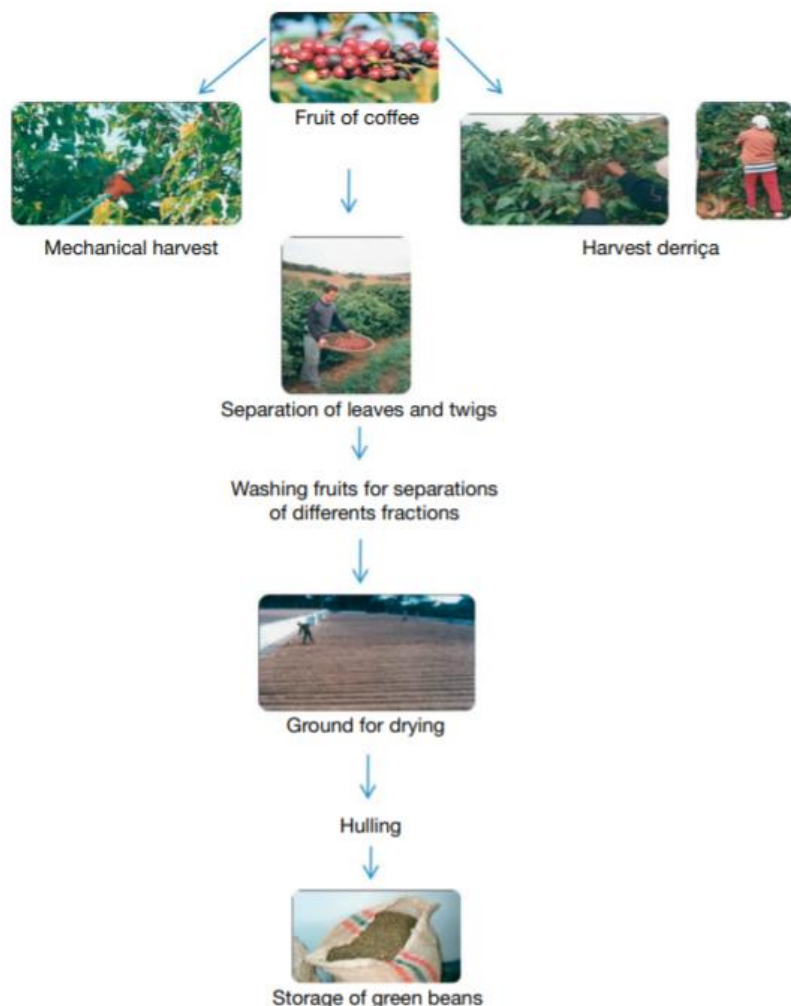 Fruit of coffee
Mechanical harvest
Harvest derriça
Separation of leaves and twigs
Washing fruits for separations
of differents fractions
Ground for drying
Hulling
Storage of green beans